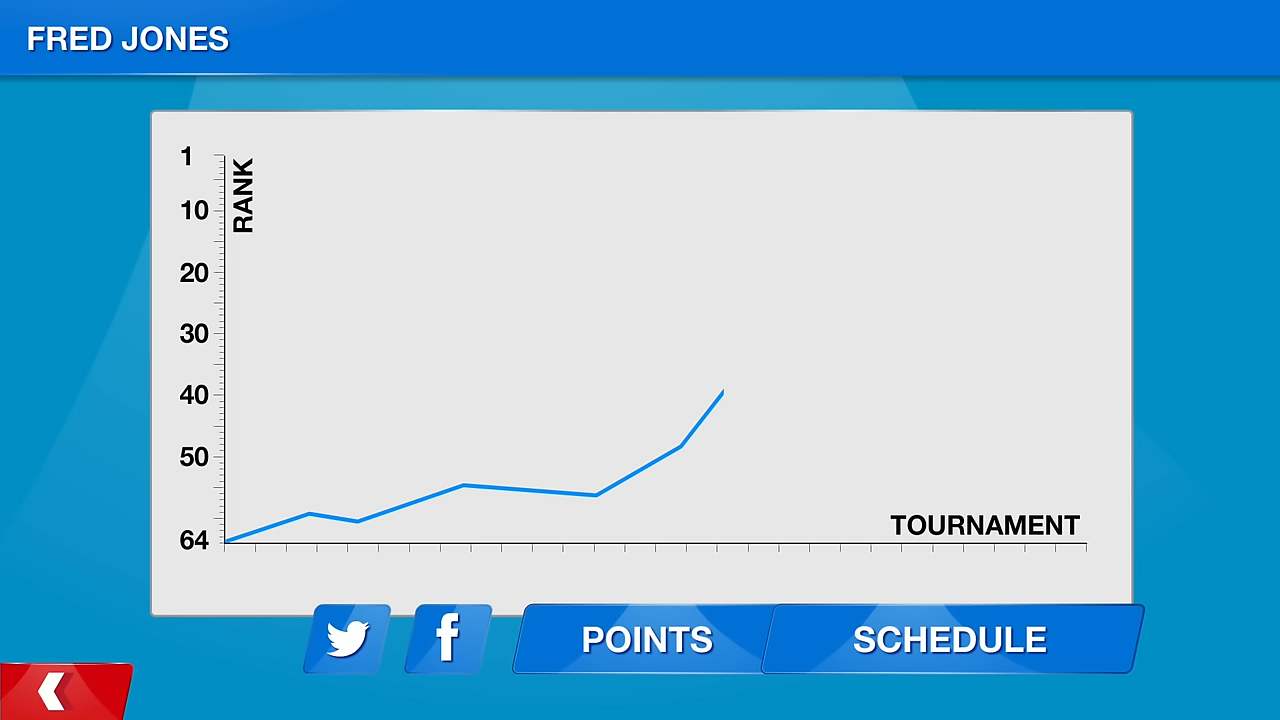 FRED JONES
1
RANK
10
20
30
40
50
TOURNAMENT
64
POINTS
SCHEDULE